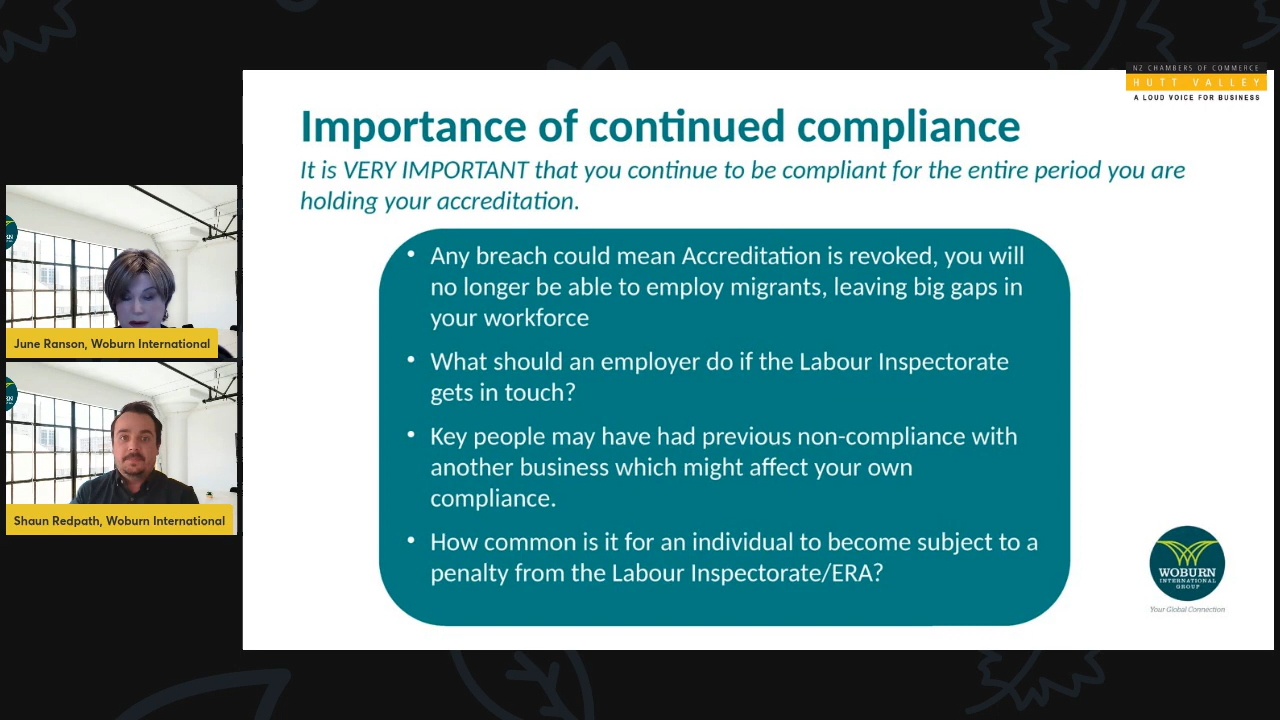 NZ CHAMBERS OF COMMERCE
HUTT VALLEY
A LOUD VOICE FOR BUSINESS
Importance of continued compliance
It is VERY IMPORTANT that you continue to be compliant for the entire period you are
holding your accreditation.
• Any breach could mean Accreditation is revoked, you will
no longer be able to employ migrants, leaving big gaps in
your workforce
• What should an employer do if the Labour Inspectorate
gets in touch?
• Key people may have had previous non-compliance with
another business which might affect your own
compliance.
• How common is it for an individual to become subject to a
penalty from the Labour Inspectorate/ERA?
June Ranson, Woburn International
Shaun Redpath, Woburn International
WOBURN
INTERNATIONAL
GROUP
Your Global Connection